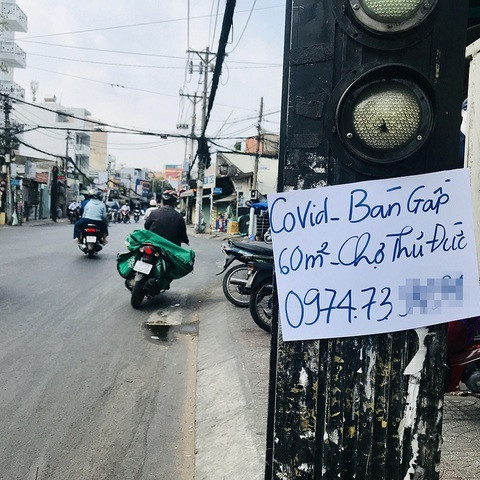 Covid - Bán Gấp
60m² - Chợ Thủ Đức
0974.73